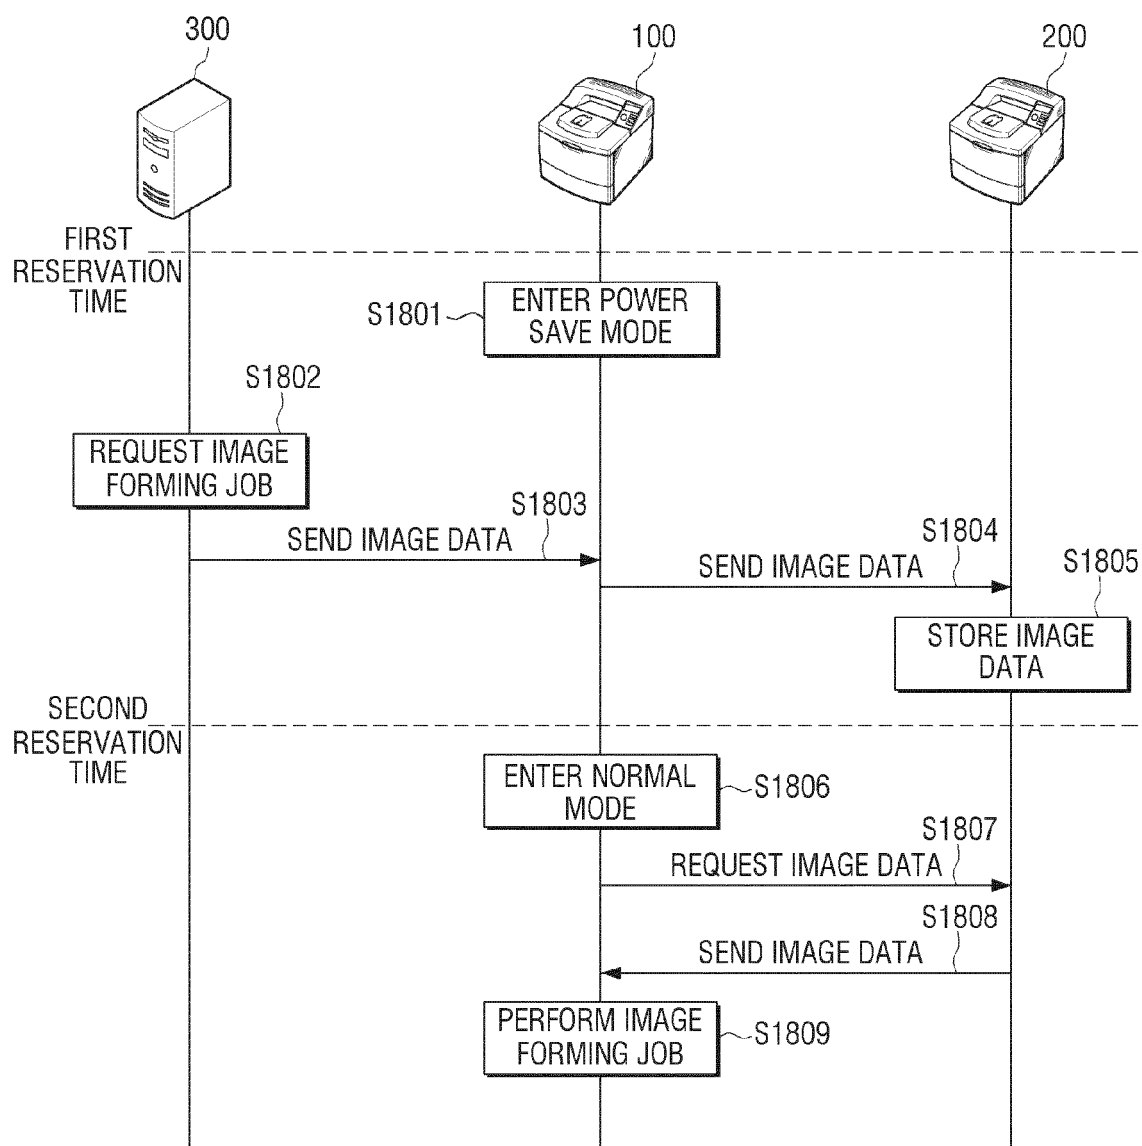 300
100
200
FIRST
RESERVATION
TIME
S1801
ENTER POWER
SAVE MODE
S1802
REQUEST IMAGE
FORMING JOB
SEND IMAGE DATA
S1803
SEND IMAGE DATA
S1804
S1805
STORE IMAGE
DATA
SECOND
RESERVATION
TIME
ENTER NORMAL
MODE
S1806
REQUEST IMAGE DATA
S1807
SEND IMAGE DATA
S1808
PERFORM IMAGE
FORMING JOB
S1809